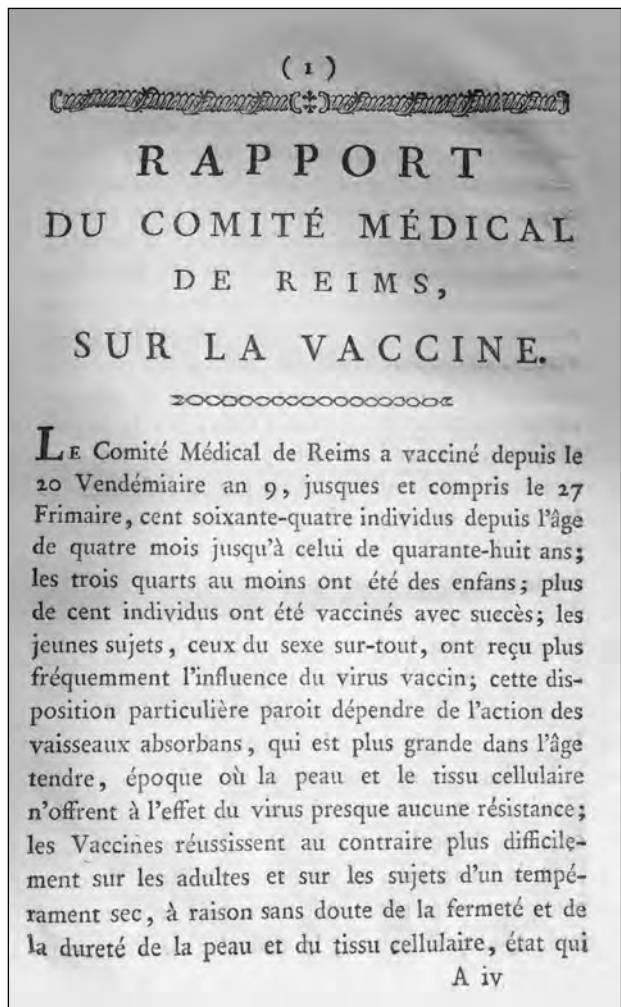 ( 1 )
RAPPORT
DU COMITÉ MÉDICAL
DE REIMS,
SUR LA VACCINE.
LE Comité Médical de Reims a vacciné depuis le
20 Vendémiaire an 9, jusques et compris le 27
Frimaire, cent soixante-quatre individus depuis l'âge
de quatre mois jusqu'à celui de quarante-huit ans;
les trois quarts au moins ont été des enfans; plus
de cent individus ont été vaccinés avec succès; les
jeunes sujets, ceux du sexe sur-tout, ont reçu plus
fréquemment l'influence du virus vaccin; cette dis-
position particulière paroit dépendre de l'action des
vaisseaux absorbans, qui est plus grande dans l'âge
tendre, époque où la peau et le tissu cellulaire
n'offrent à l'effet du virus presque aucune résistance;
les Vaccines réussissent au contraire plus difficile-
ment sur les adultes et sur les sujets d'un tempé-
rament sec, à raison sans doute de la fermeté et de
la dureté de la peau et du tissu cellulaire, état qui
A iv